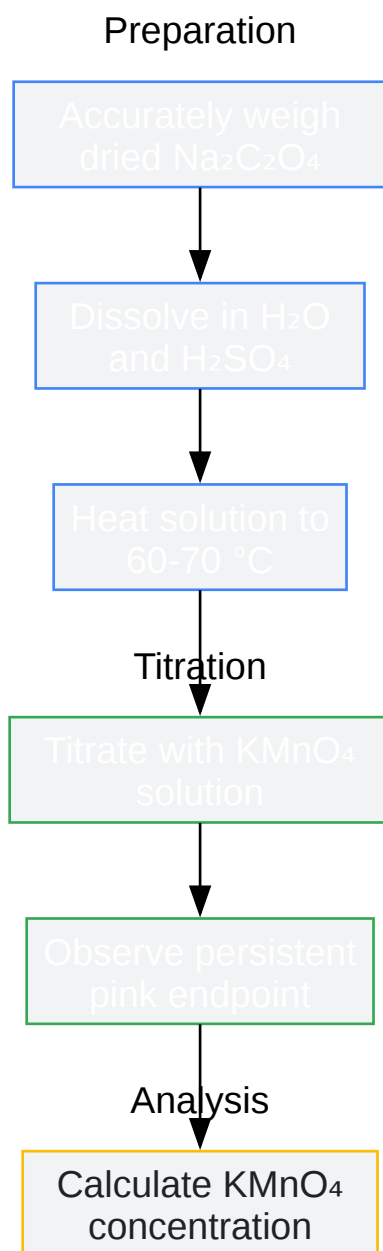 Preparation
Accurately weigh
dried Na₂C₂O₄
Dissolve in H₂O
and H₂SO₄
Heat solution to
60-70 °C
Titration
Titrate with KMnO₄
solution
Observe persistent
pink endpoint
Analysis
Calculate KMnO₄
concentration